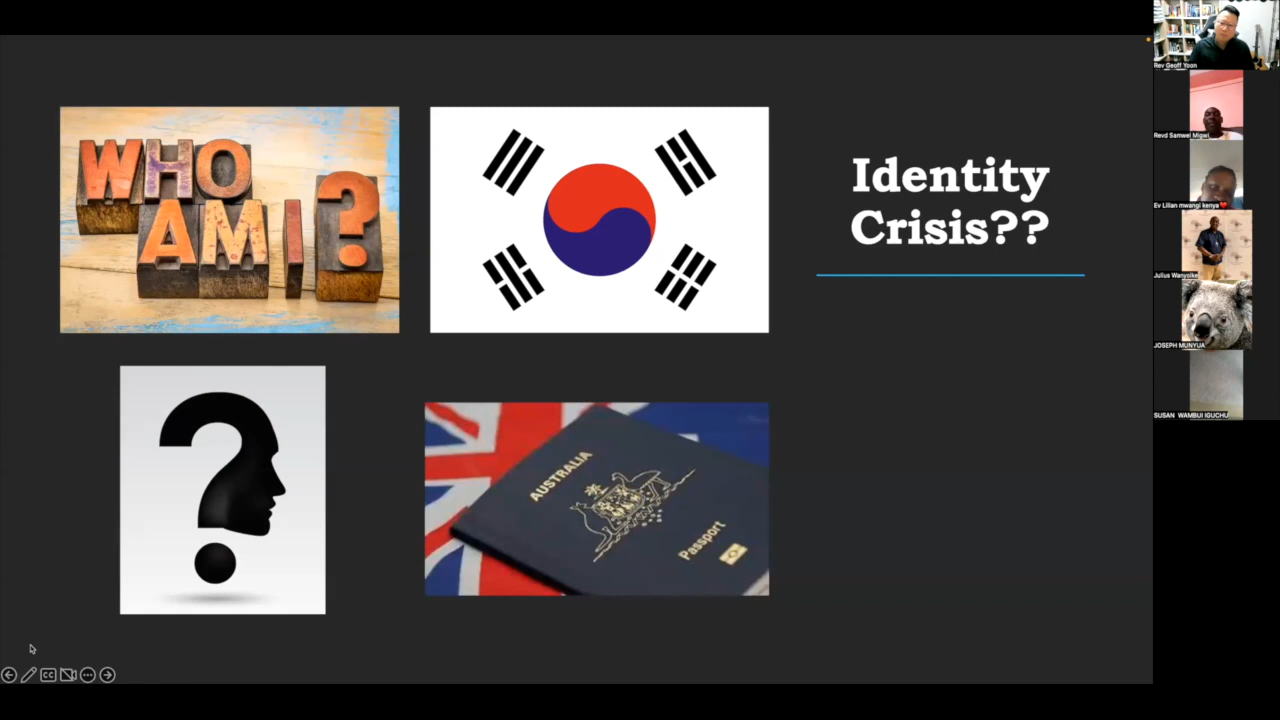 WHO
AM I?
Identity
Crisis??
?
AUSTRALIA
Passport
CC
Rev Geoff Yoon
Revd Samwel Migwi
Ev Lilian mwangi kenya❤️
Julius Wanyoike
JOSEPH MUNYUA
SUSAN WAMBUI IGUCHU